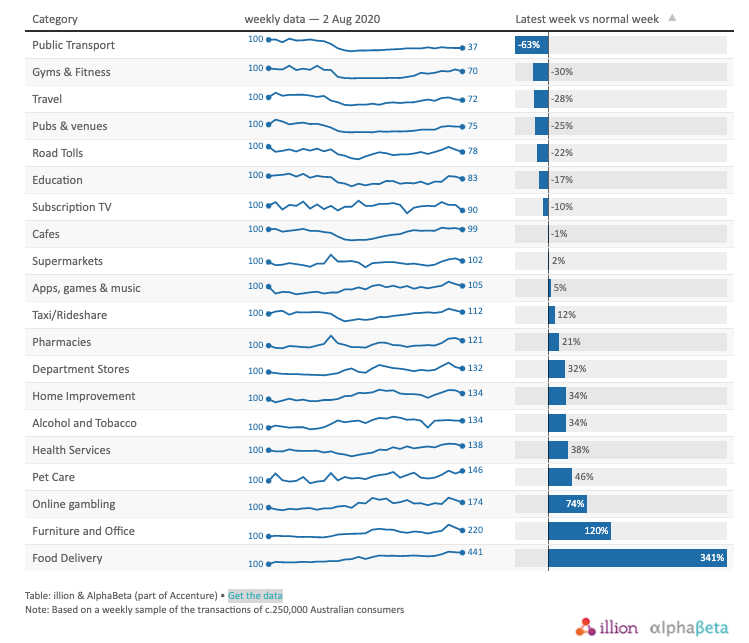 Category weekly data — 2 Aug 2020 Latest week vs normal week
Public Transport 100 37 -63%
Gyms & Fitness 100 70 -30%
Travel 100 72 -28%
Pubs & venues 100 75 -25%
Road Tolls 100 78 -22%
Education 100 83 -17%
Subscription TV 100 90 -10%
Cafes 100 99 -1%
Supermarkets 100 102 2%
Apps, games & music 100 105 5%
Taxi/Rideshare 100 112 12%
Pharmacies 100 121 21%
Department Stores 100 132 32%
Home Improvement 100 134 34%
Alcohol and Tobacco 100 134 34%
Health Services 100 138 38%
Pet Care 100 146 46%
Online gambling 100 174 74%
Furniture and Office 100 220 120%
Food Delivery 100 441 341%
Table: illion & AlphaBeta (part of Accenture) • Get the data
Note: Based on a weekly sample of the transactions of c.250,000 Australian consumers
illion αlphaβeta